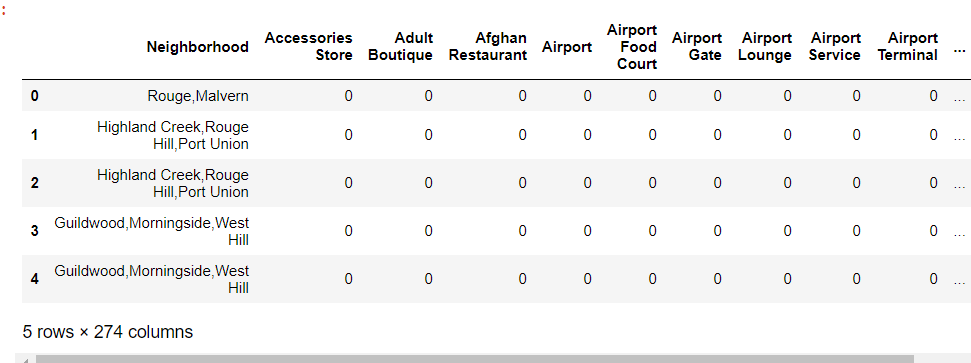 :
Neighborhood Accessories Store Adult Boutique Afghan Restaurant Airport Airport Food Court Airport Gate Airport Lounge Airport Service Airport Terminal ...
0 Rouge,Malvern 0 0 0 0 0 0 0 0 0 ...
1 Highland Creek,Rouge Hill,Port Union 0 0 0 0 0 0 0 0 0 ...
2 Highland Creek,Rouge Hill,Port Union 0 0 0 0 0 0 0 0 0 ...
3 Guildwood,Morningside,West Hill 0 0 0 0 0 0 0 0 0 ...
4 Guildwood,Morningside,West Hill 0 0 0 0 0 0 0 0 0 ...
5 rows × 274 columns